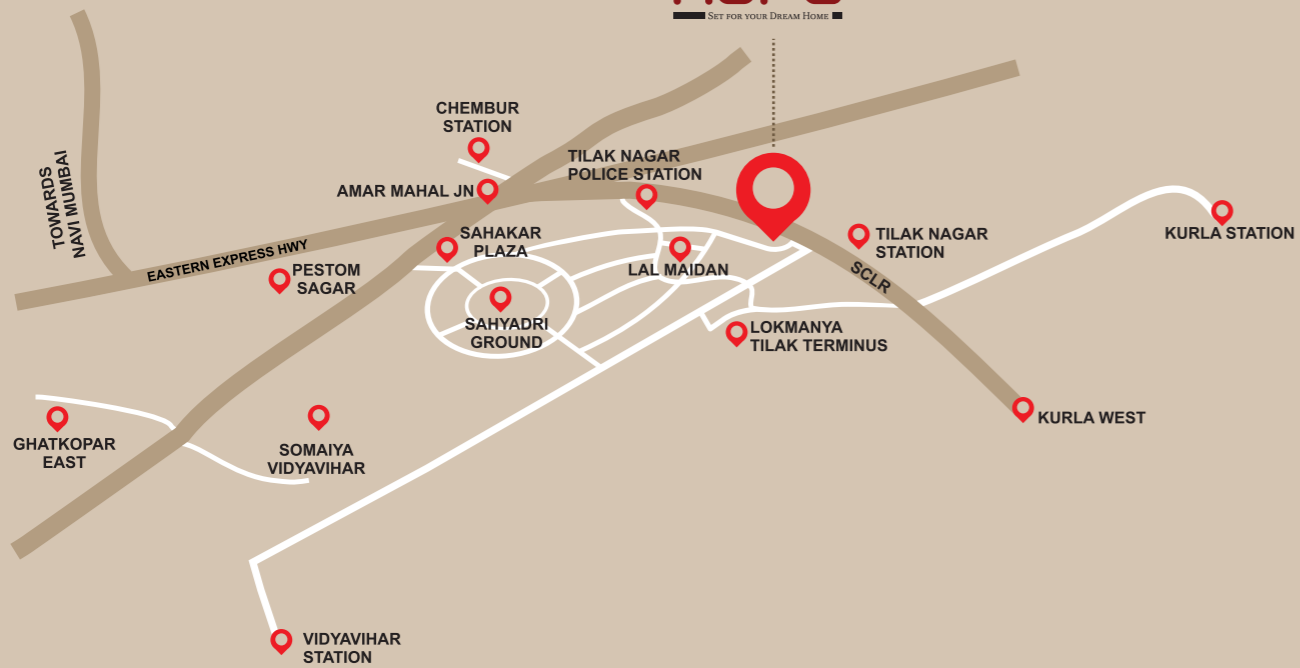 SET FOR YOUR DREAM HOME
CHEMBUR
STATION
TILAK NAGAR
POLICE STATION
AMAR MAHAL JN
TOWARDS
NAVI MUMBAI
SAHAKAR
PLAZA
TILAK NAGAR
STATION
KURLA STATION
EASTERN EXPRESS HWY
PESTOM
SAGAR
LAL MAIDAN
SCLR
SAHYADRI
GROUND
LOKMANYA
TILAK TERMINUS
KURLA WEST
GHATKOPAR
EAST
SOMAIYA
VIDYAVIHAR
VIDYAVIHAR
STATION